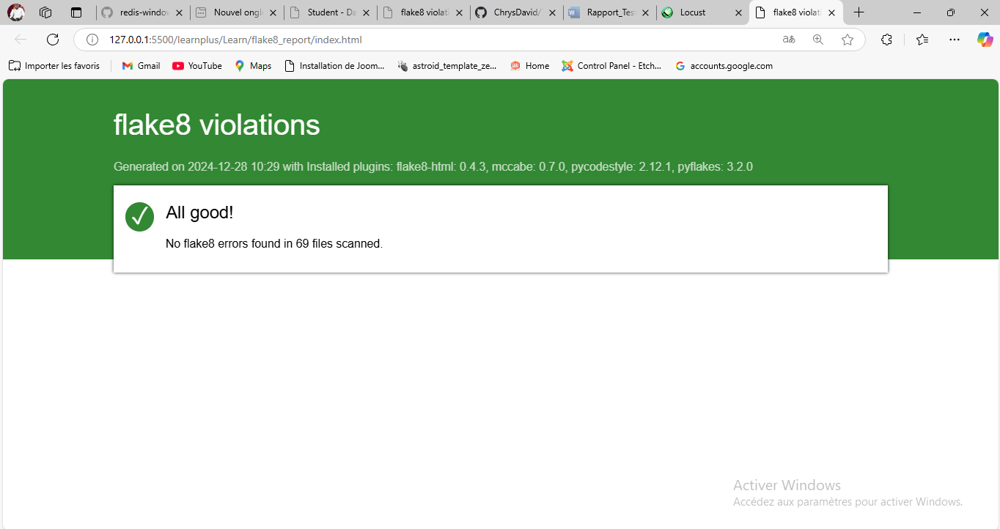 redis-windo
Nouvel ongl
Student - Da
flake8 violati
ChrysDavid/
Rapport_Tes
Locust
flake8 violati
127.0.0.1:5500/learnplus/Learn/flake8_report/index.html
aあ
Importer les favoris
Gmail
YouTube
Maps
Installation de Joom...
astroid_template_ze...
Home
Control Panel - Etch...
accounts.google.com
flake8 violations
Generated on 2024-12-28 10:29 with Installed plugins: flake8-html: 0.4.3, mccabe: 0.7.0, pycodestyle: 2.12.1, pyflakes: 3.2.0
All good!
No flake8 errors found in 69 files scanned.
Activer Windows
Accédez aux paramètres pour activer Windows.